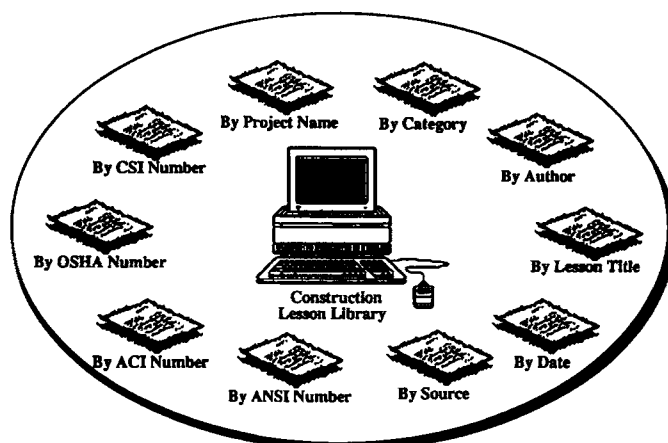 By Project Name
By Category
By CSI Number
By Author
By OSHA Number
By Lesson Title
Construction
Lesson Library
By ACI Number
By Date
By ANSI Number
By Source